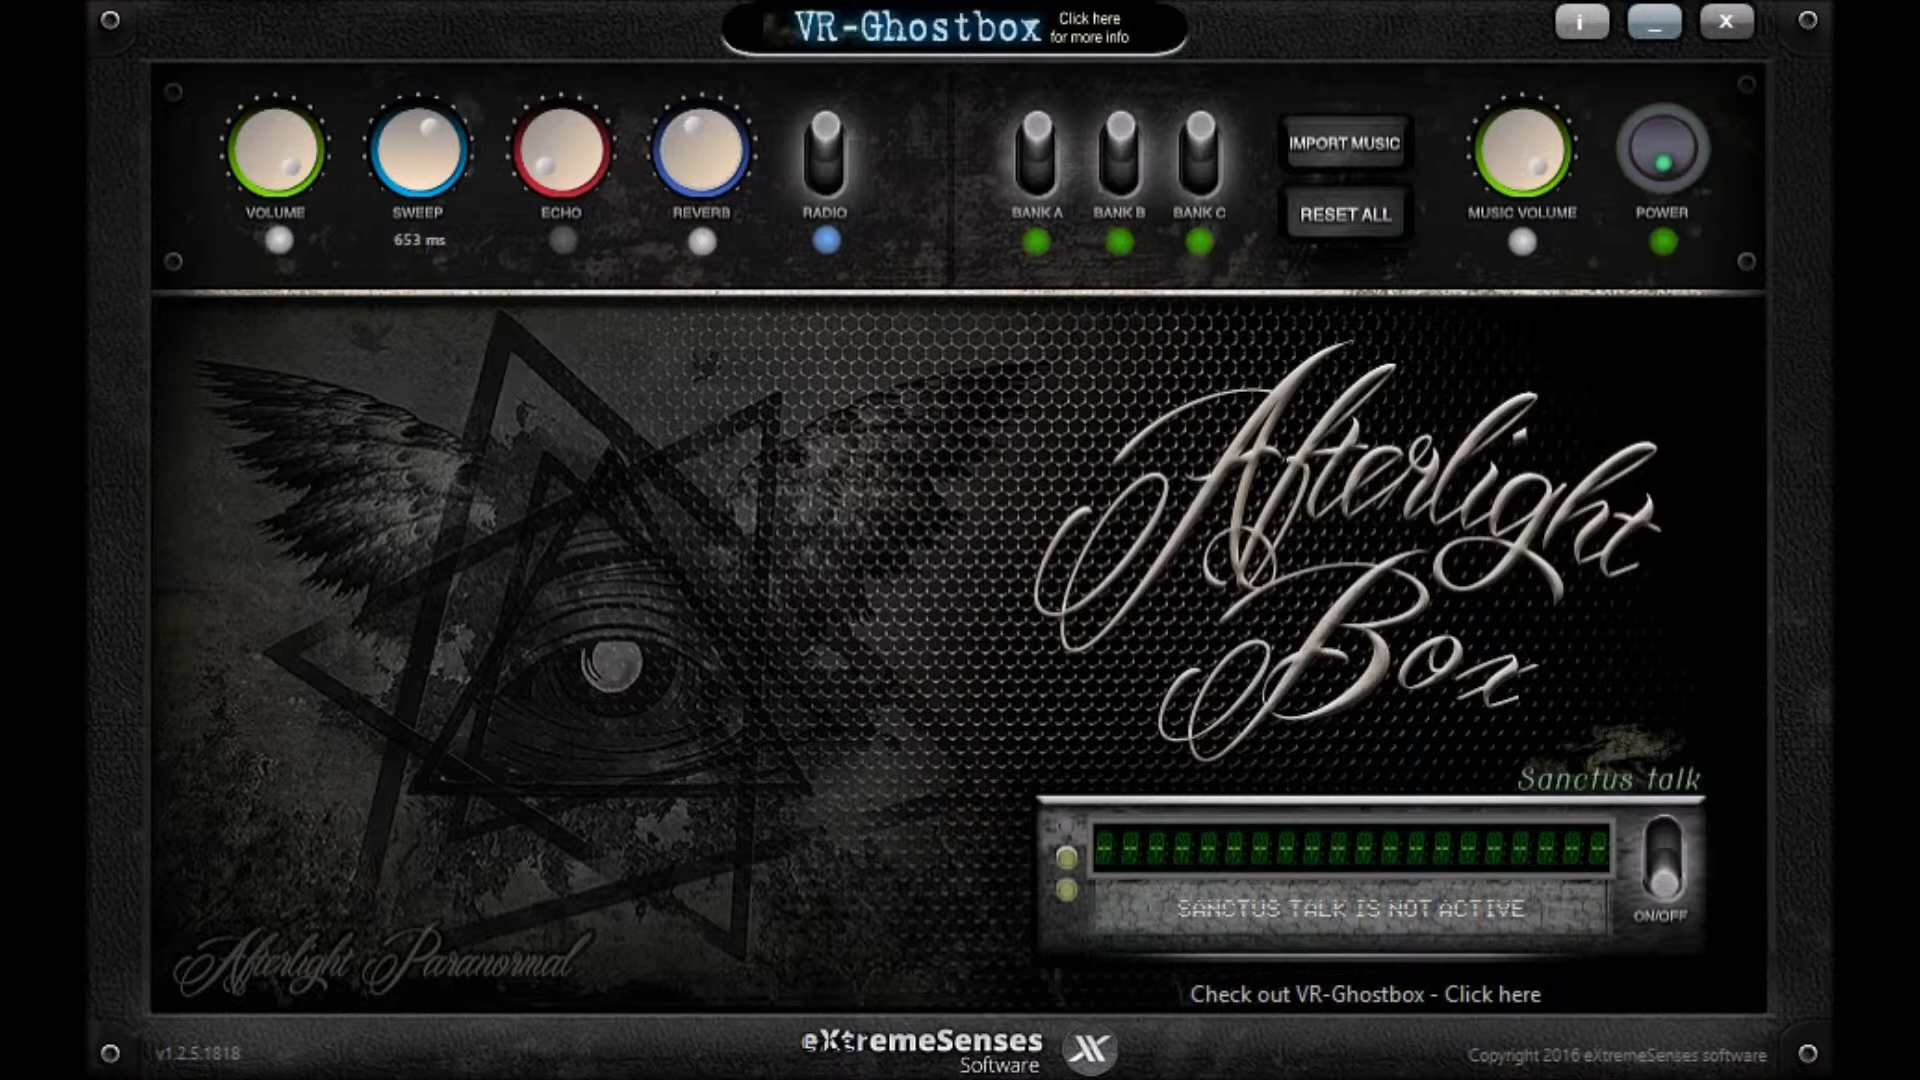 VR-Ghostbox
Click here
for more info
i
_
X
VOLUME
SWEEP
653 ms
ECHO
REVERB
RADIO
BANK A
BANK B
BANK C
IMPORT MUSIC
RESET ALL
MUSIC VOLUME
POWER
Afterlight
Box
Sanctus talk
SANCTUS TALK IS NOT ACTIVE
ON/OFF
Afterlight Paranormal
Check out VR-Ghostbox - Click here
v1.2.5.1818
eXtremeSenses
Software
Copyright 2016 eXtremeSenses software